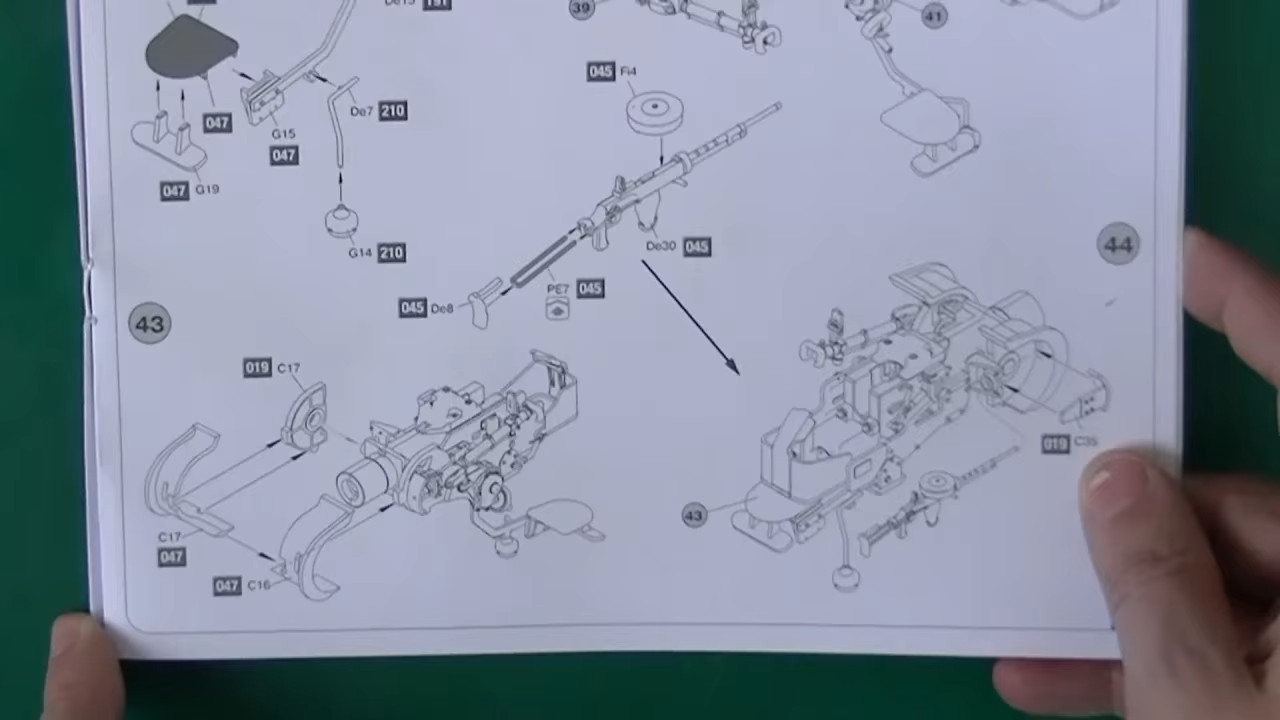 39
41
045 Fi4
047
De7 210
G15
047
047 G19
De30 045
G14 210
44
PE7 045
045 De8
43
019 C17
019 C35
43
C17
047
047 C16